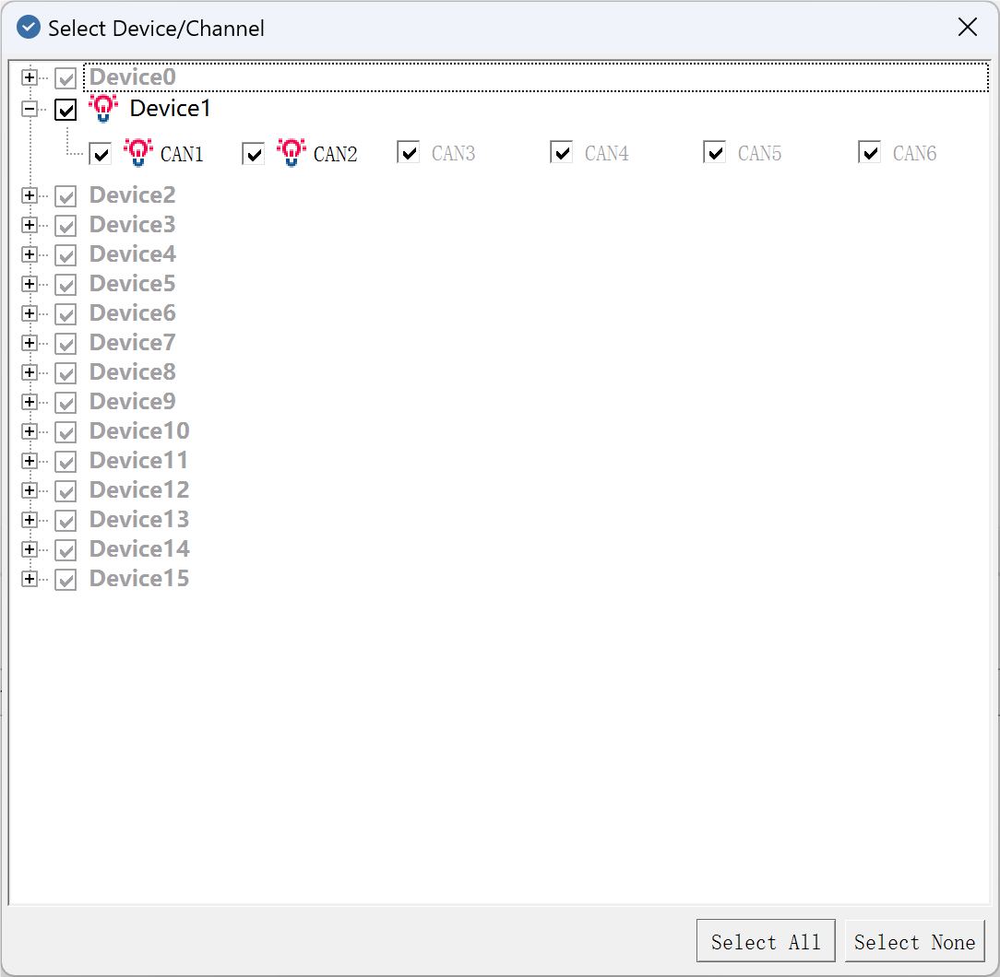 Select Device/Channel
Device0
Device1
CAN1 CAN2 CAN3 CAN4 CAN5 CAN6
Device2
Device3
Device4
Device5
Device6
Device7
Device8
Device9
Device10
Device11
Device12
Device13
Device14
Device15
Select All Select None